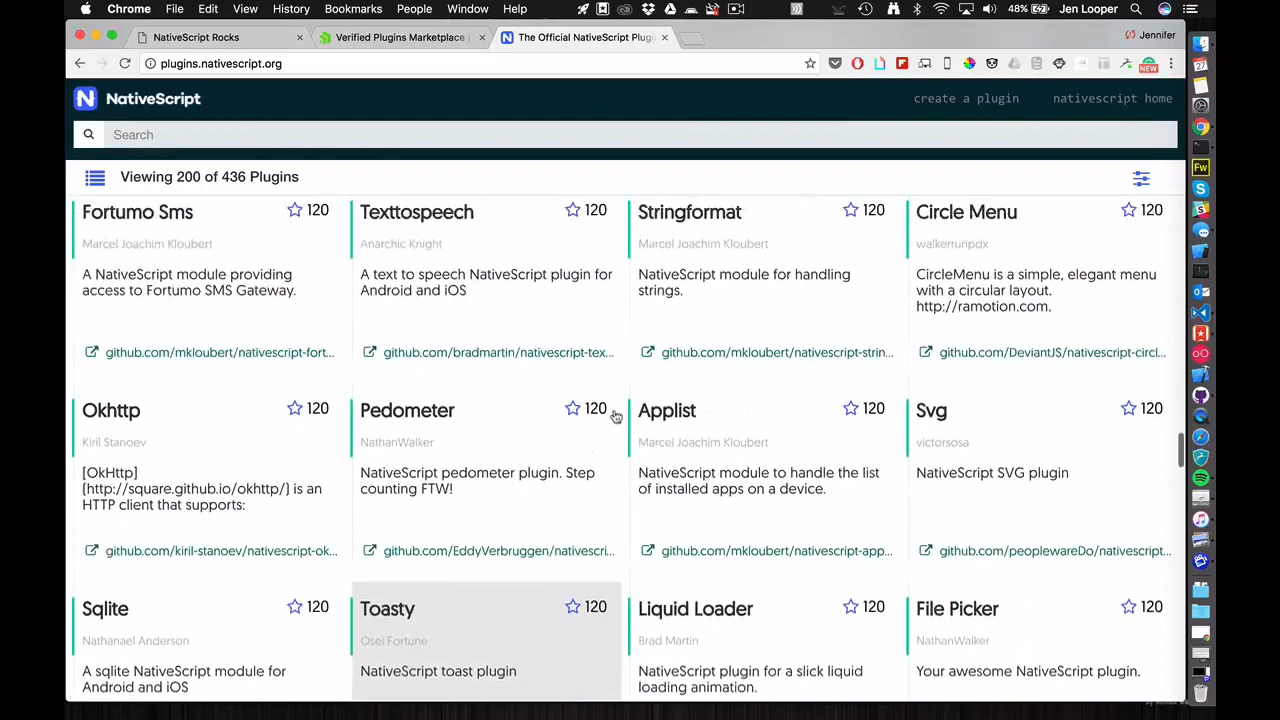 Chrome File Edit View History Bookmarks People Window Help 48% Jen Looper
NativeScript Rocks
Verified Plugins Marketplace
The Official NativeScript Plugi
Jennifer
plugins.nativescript.org
NEW
N NativeScript
create a plugin
nativescript home
Search
Viewing 200 of 436 Plugins
Fortumo Sms 120
Marcel Joachim Kloubert
A NativeScript module providing
access to Fortumo SMS Gateway.
github.com/mkloubert/nativescript-fort...
Texttospeech 120
Anarchic Knight
A text to speech NativeScript plugin for
Android and iOS
github.com/bradmartin/nativescript-tex...
Stringformat 120
Marcel Joachim Kloubert
NativeScript module for handling
strings.
github.com/mkloubert/nativescript-strin...
Circle Menu 120
walkerrunpdx
CircleMenu is a simple, elegant menu
with a circular layout.
http://ramotion.com.
github.com/DeviantJS/nativescript-circl...
Okhttp 120
Kiril Stanoev
[OkHttp]
[http://square.github.io/okhttp/] is an
HTTP client that supports:
github.com/kiril-stanoev/nativescript-ok...
Pedometer 120
NathanWalker
NativeScript pedometer plugin. Step
counting FTW!
github.com/EddyVerbruggen/nativescri...
Applist 120
Marcel Joachim Kloubert
NativeScript module to handle the list
of installed apps on a device.
github.com/mkloubert/nativescript-app...
Svg 120
victorsosa
NativeScript SVG plugin
github.com/peoplewareDo/nativescript...
Sqlite 120
Nathanael Anderson
A sqlite NativeScript module for
Android and iOS
Toasty 120
Osei Fortune
NativeScript toast plugin
Liquid Loader 120
Brad Martin
NativeScript plugin for a slick liquid
loading animation.
File Picker 120
NathanWalker
Your awesome NativeScript plugin.
27
Fw